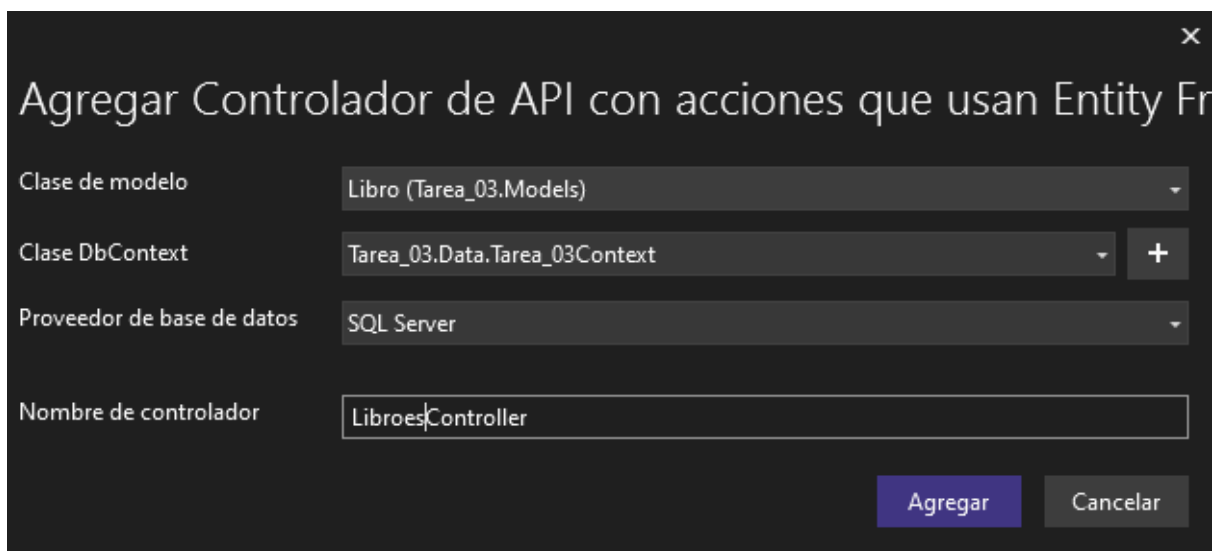 Agregar Controlador de API con acciones que usan Entity Fr
Clase de modelo Libro (Tarea_03.Models)
Clase DbContext Tarea_03.Data.Tarea_03Context +
Proveedor de base de datos SQL Server
Nombre de controlador LibroesController
Agregar Cancelar